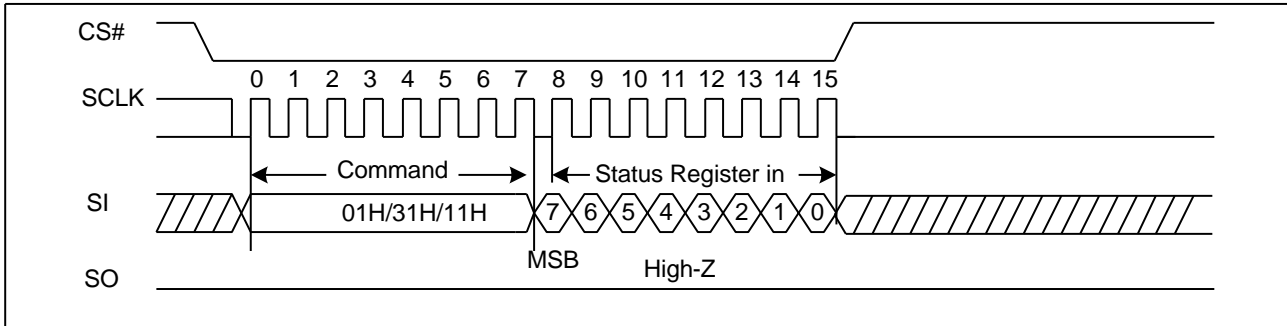 CS#
0 1 2 3 4 5 6 7 8 9 10 11 12 13 14 15
SCLK
Command Status Register in
SI 01H/31H/11H 7 6 5 4 3 2 1 0
MSB High-Z
SO